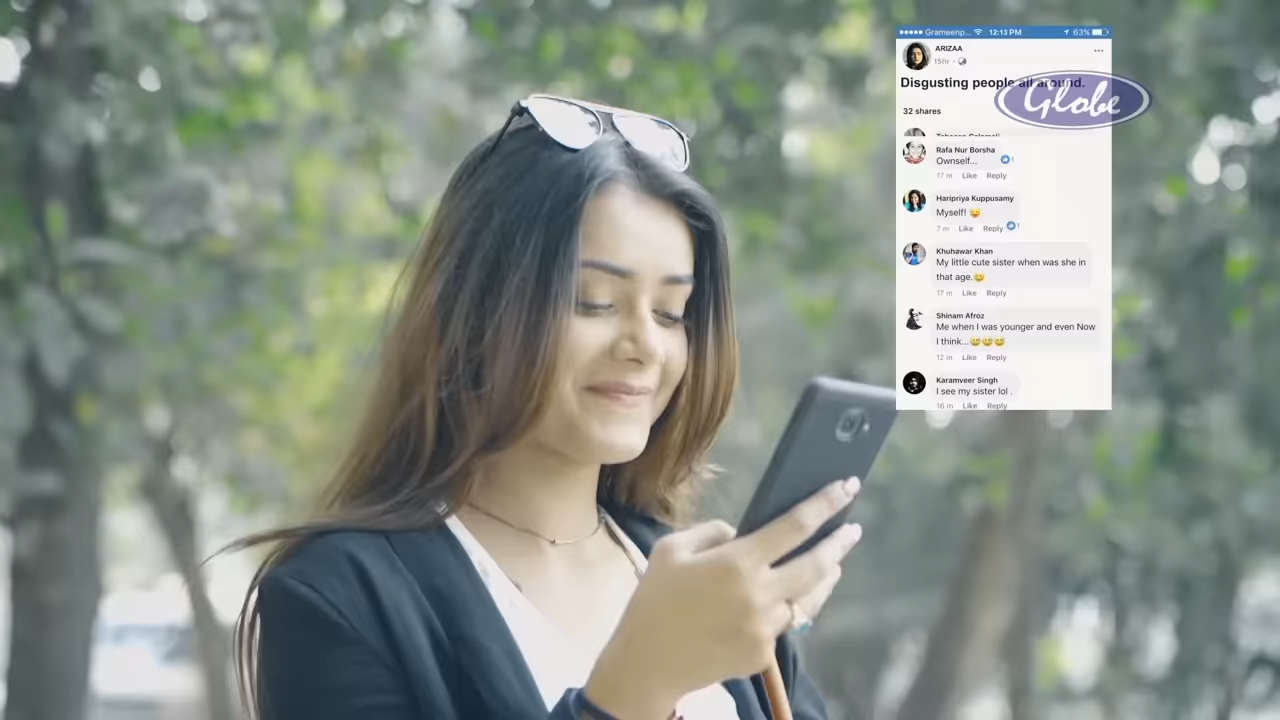 Grameenp... 12:13 PM 63%
ARIZAA
15hr
Disgusting people all around.
Globe
32 shares
Rafa Nur Borsha
Ownself... 1
17 m Like Reply
Haripriya Kuppusamy
Myself! 😝
7 m Like Reply 1
Khuhawar Khan
My little cute sister when was she in
that age.😂
17 m Like Reply
Shinam Afroz
Me when I was younger and even Now
I think...😅😅😅
12 m Like Reply
Karamveer Singh
I see my sister lol .
16 m Like Reply